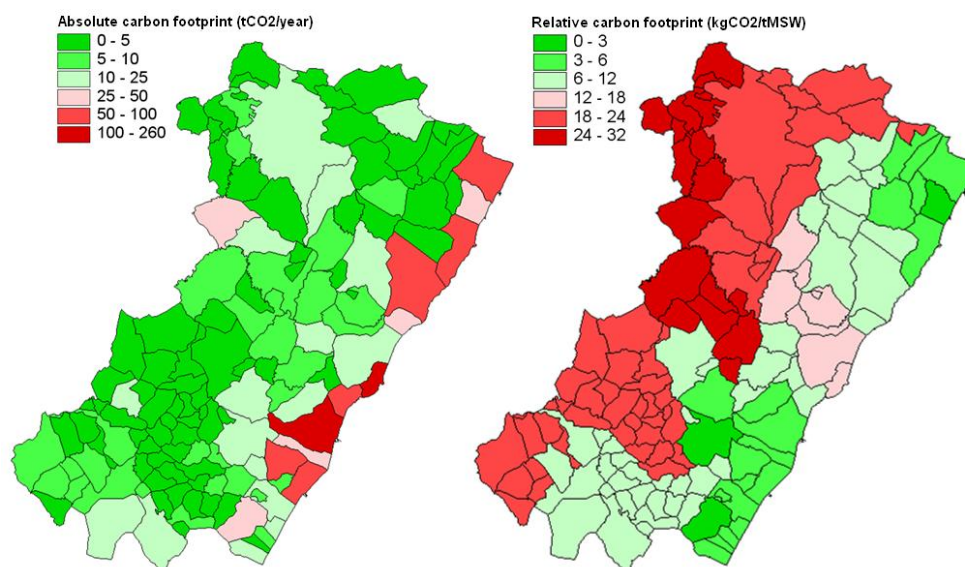 Absolute carbon footprint (tCO2/year)
0 - 5
5 - 10
10 - 25
25 - 50
50 - 100
100 - 260
Relative carbon footprint (kgCO2/tMSW)
0 - 3
3 - 6
6 - 12
12 - 18
18 - 24
24 - 32